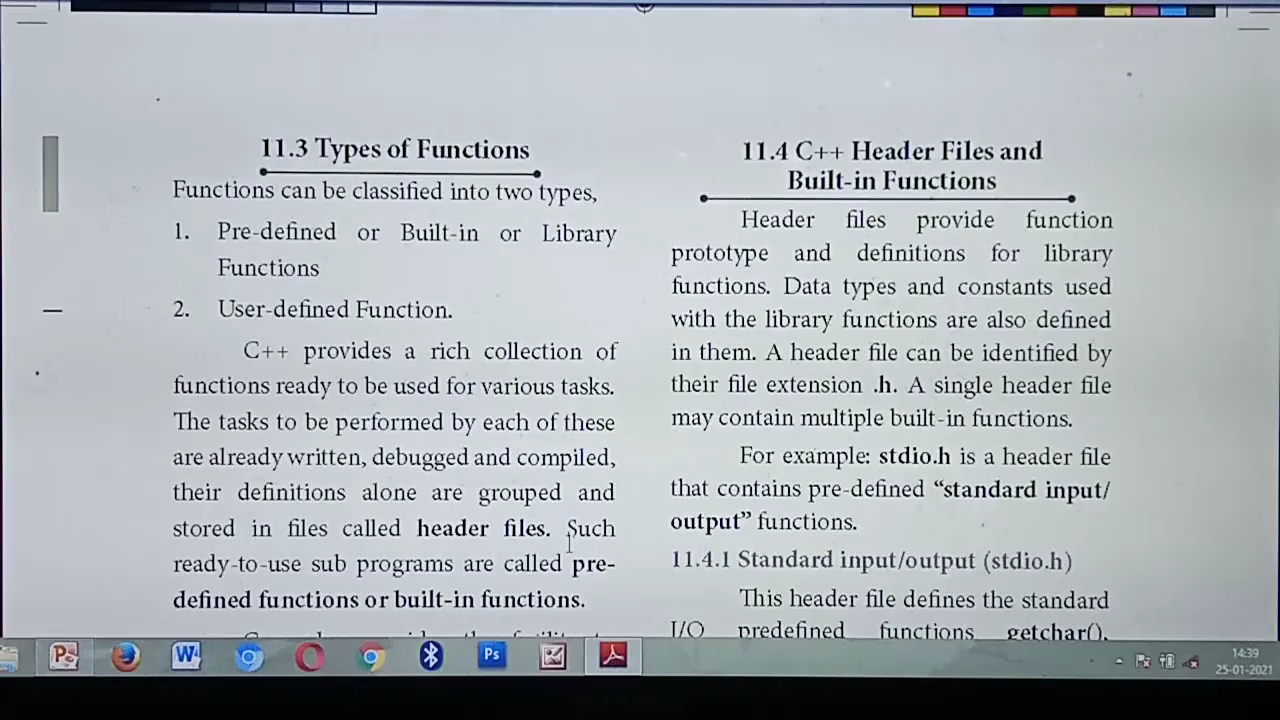 11.3 Types of Functions
Functions can be classified into two types,
1. Pre-defined or Built-in or Library
Functions
2. User-defined Function.
C++ provides a rich collection of
functions ready to be used for various tasks.
The tasks to be performed by each of these
are already written, debugged and compiled,
their definitions alone are grouped and
stored in files called header files. Such
ready-to-use sub programs are called pre-
defined functions or built-in functions.
11.4 C++ Header Files and
Built-in Functions
Header files provide function
prototype and definitions for library
functions. Data types and constants used
with the library functions are also defined
in them. A header file can be identified by
their file extension .h. A single header file
may contain multiple built-in functions.
For example: stdio.h is a header file
that contains pre-defined “standard input/
output” functions.
11.4.1 Standard input/output (stdio.h)
This header file defines the standard
I/O predefined functions getchar(),
Ps
14:39
25-01-2021